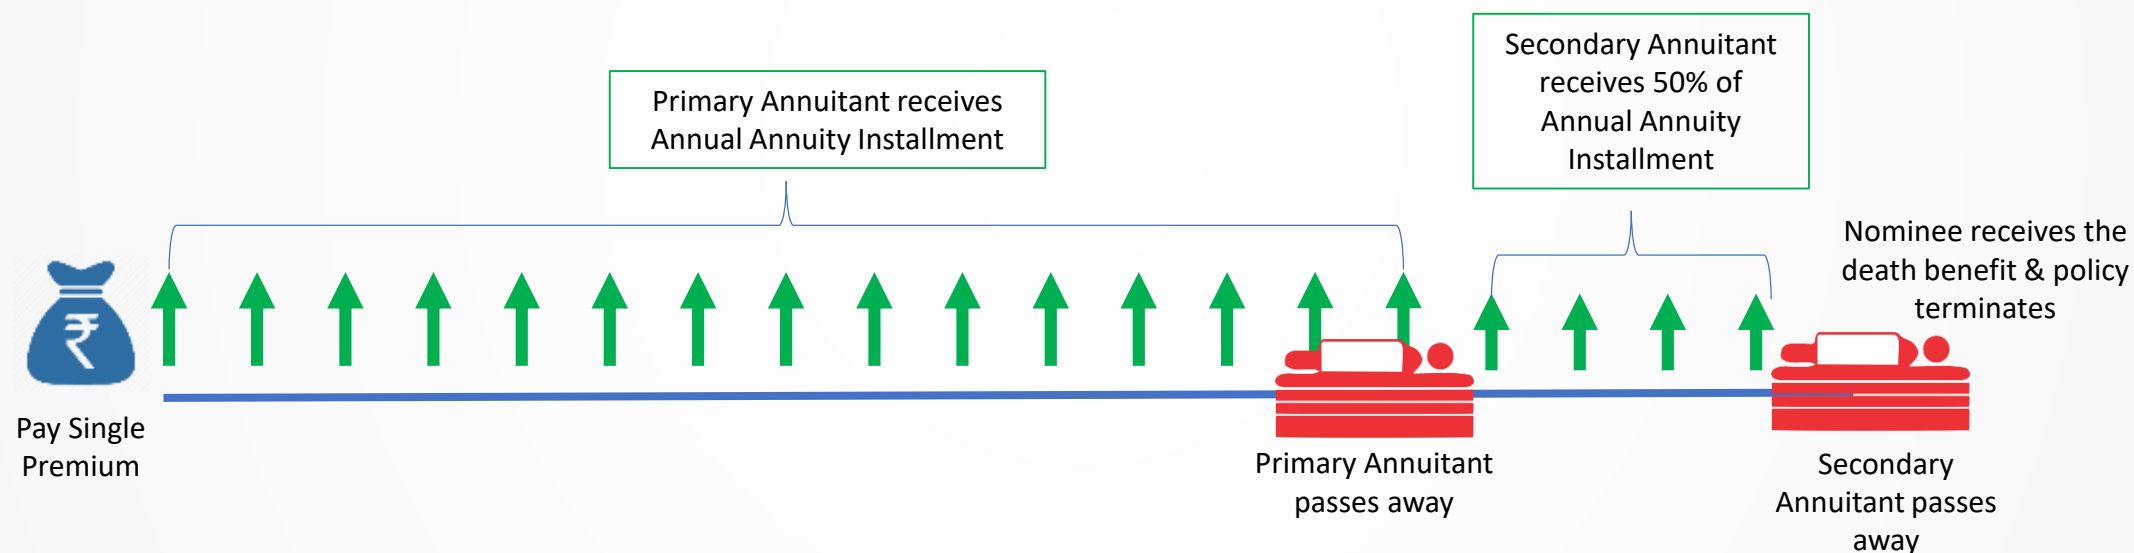 Primary Annuitant receives
Annual Annuity Installment
Secondary Annuitant
receives 50% of
Annual Annuity
Installment
Nominee receives the
death benefit & policy
terminates
₹
Pay Single
Premium
Primary Annuitant
passes away
Secondary
Annuitant passes
away